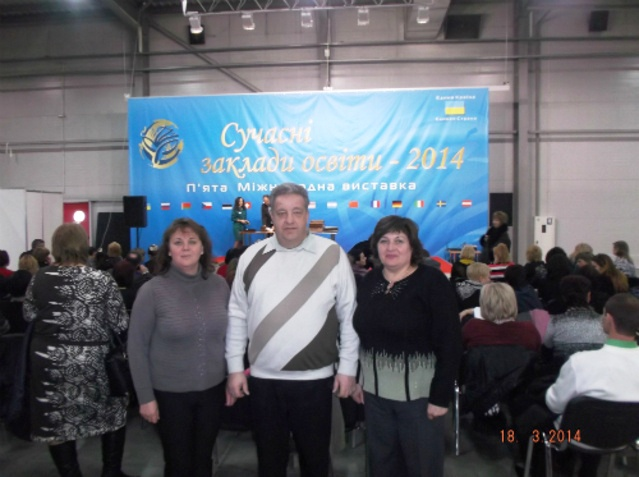 Сучасні
заклади освіти - 2014
П'ята Міжнародна виставка
18. 3.2014